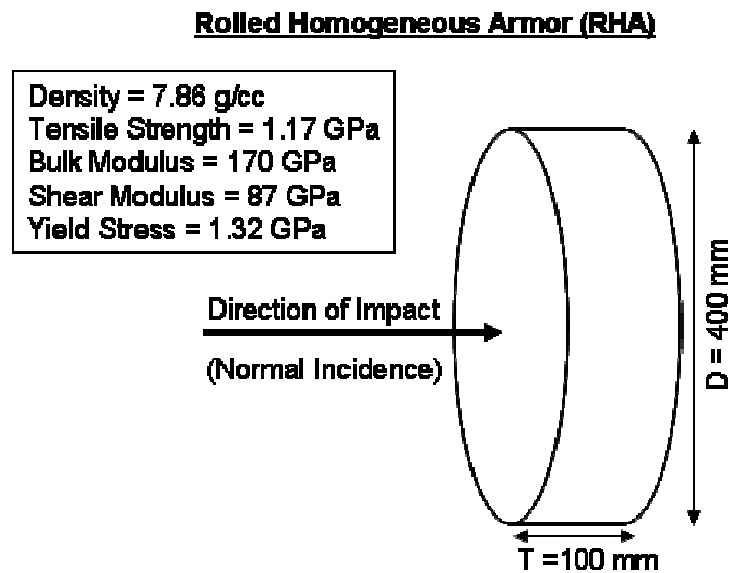 Rolled Homogeneous Armor (RHA)
Density = 7.86 g/cc
Tensile Strength = 1.17 GPa
Bulk Modulus = 170 GPa
Shear Modulus = 87 GPa
Yield Stress = 1.32 GPa
Direction of Impact
(Normal Incidence)
D = 400 mm
T =100 mm